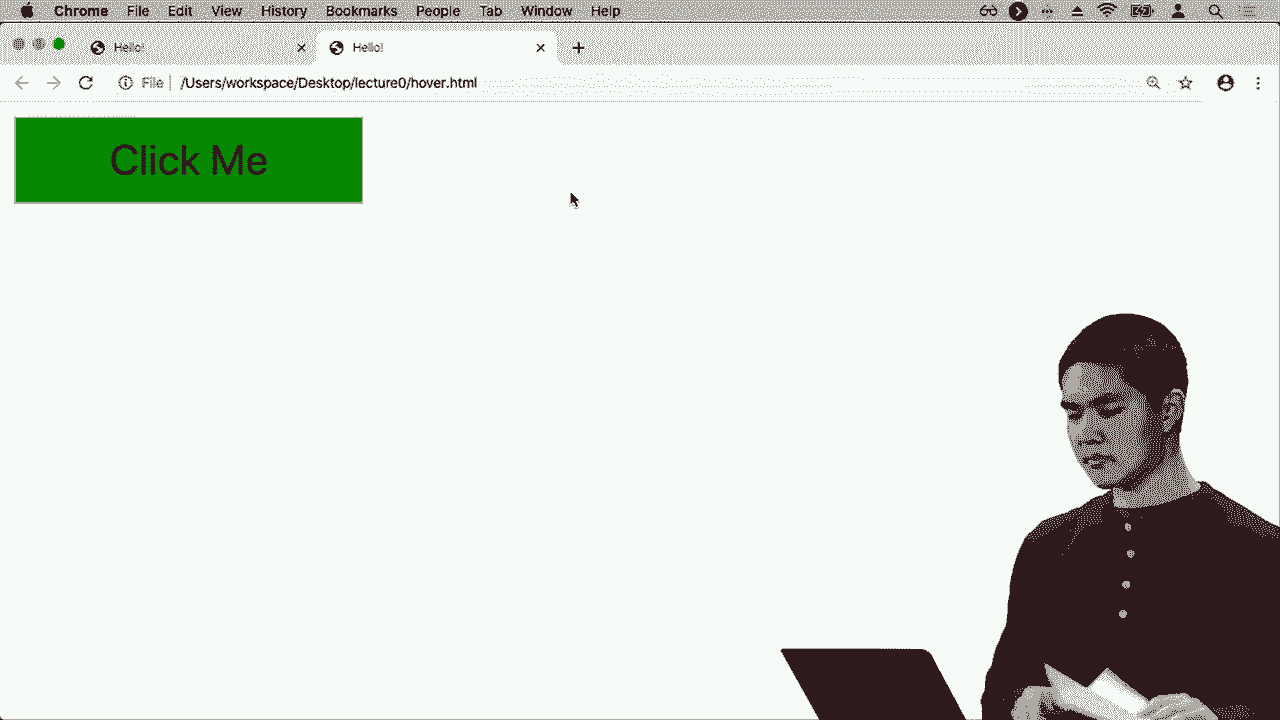 Chrome File Edit View History Bookmarks People Tab Window Help
Hello! Hello!
File /Users/workspace/Desktop/lecture0/hover.html
Click Me